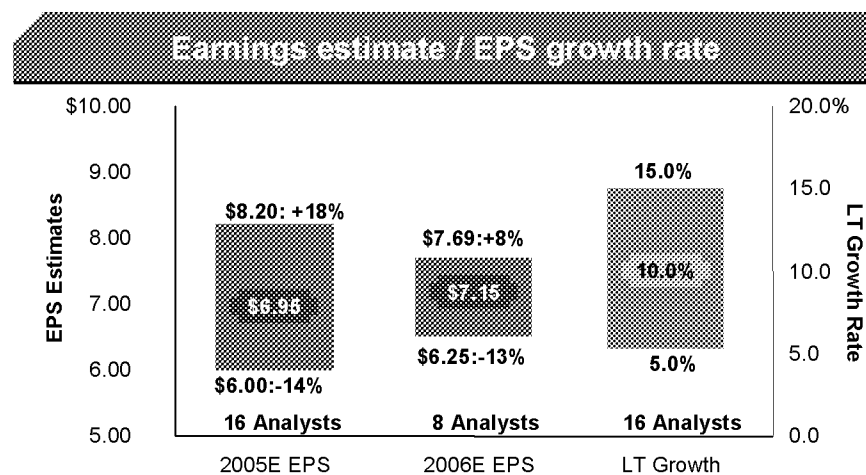 Earnings estimate / EPS growth rate
$10.00
9.00
8.00
7.00
6.00
5.00
EPS Estimates
$8.20: +18%
$6.95
$6.00:-14%
16 Analysts
2005E EPS
$7.69:+8%
$7.15
$6.25:-13%
8 Analysts
2006E EPS
15.0%
10.0%
5.0%
16 Analysts
LT Growth
20.0%
15.0
10.0
5.0
0.0
LT Growth Rate